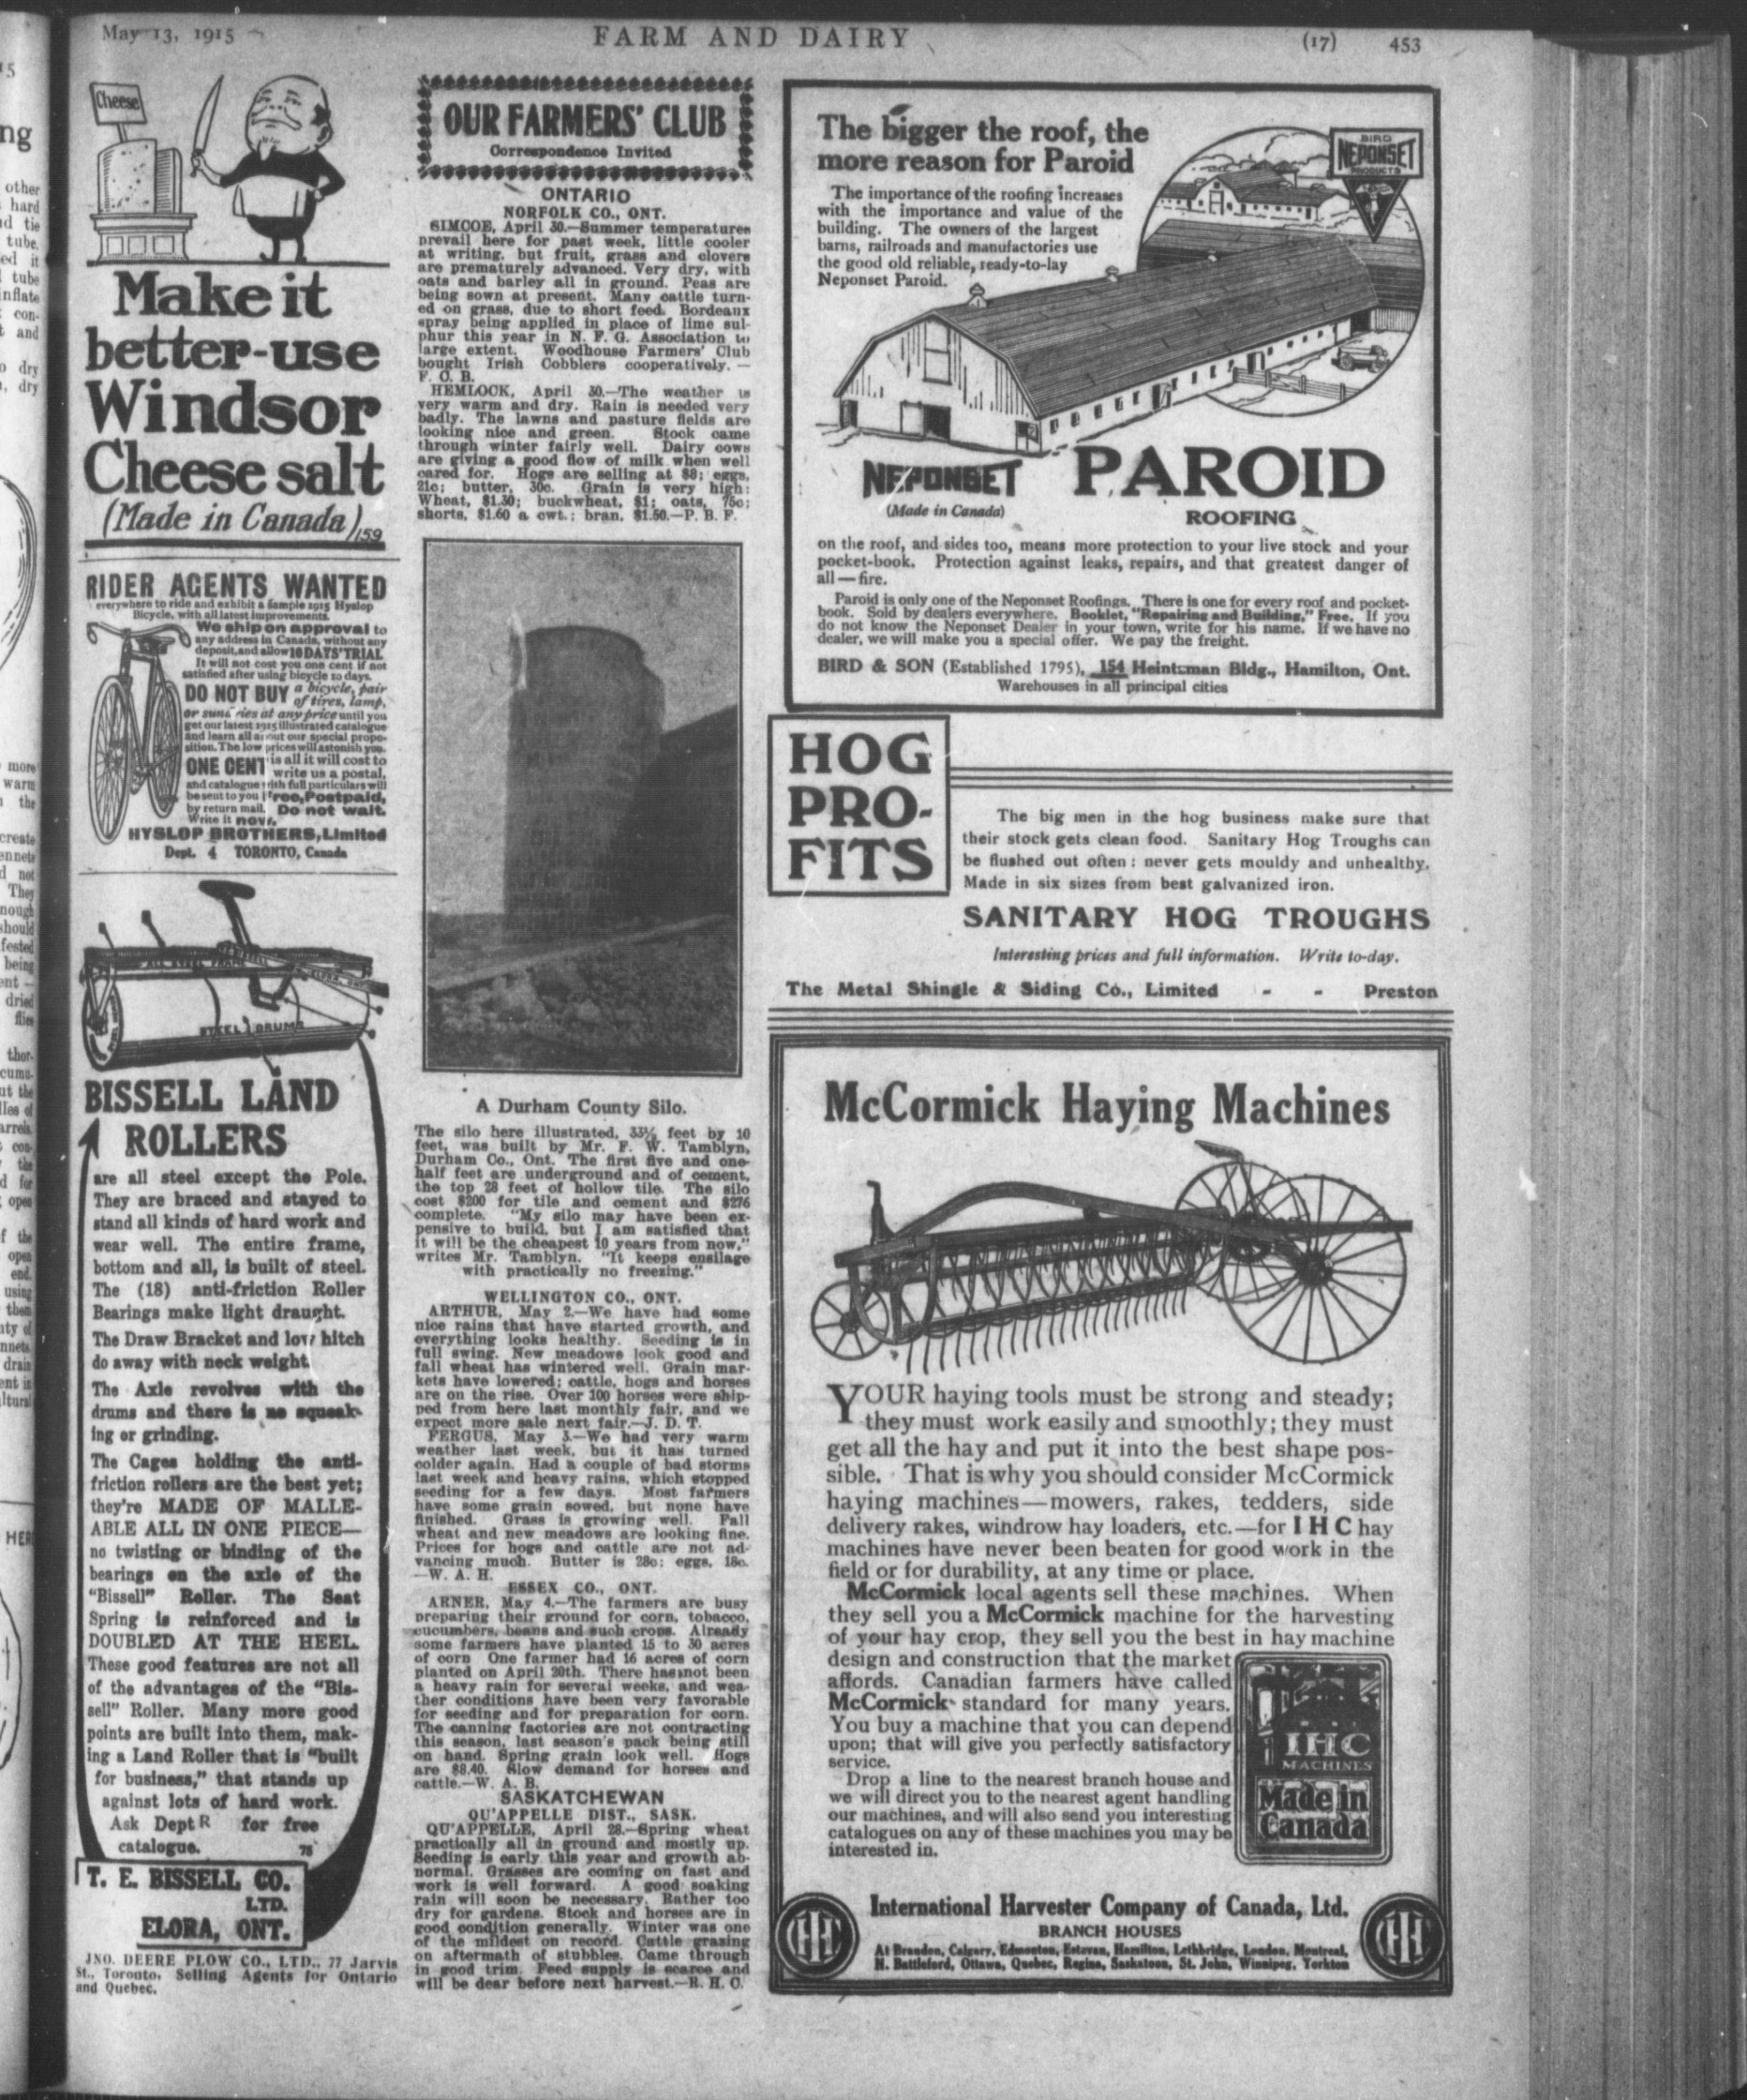 May 13, 1915
FARM AND DAIRY
(17) 453
Cheese
Make it
better-use
Windsor
Cheese salt
(Made in Canada)
159
RIDER AGENTS WANTED
everywhere to ride and exhibit a sample 1915 Hyslop
Bicycle, with all latest improvements.
We ship on approval to
any address in Canada, without any
deposit, and allow 10 DAYS' TRIAL.
It will not cost you one cent if not
satisfied after using bicycle 10 days.
DO NOT BUY a bicycle, pair
of tires, lamp,
or sundries at any price until you
get our latest 1915 illustrated catalogue
and learn all about our special propo-
sition. The low prices will astonish you.
ONE CENT is all it will cost to
write us a postal,
and catalogue with full particulars will
be sent to you Free, Postpaid,
by return mail. Do not wait.
Write it now.
HYSLOP BROTHERS, Limited
Dept. 4 TORONTO, Canada
STEEL DRUMS
BISSELL LAND
ROLLERS
are all steel except the Pole.
They are braced and stayed to
stand all kinds of hard work and
wear well. The entire frame,
bottom and all, is built of steel.
The (18) anti-friction Roller
Bearings make light draught.
The Draw Bracket and low hitch
do away with neck weight.
The Axle revolves with the
drums and there is no squeak-
ing or grinding.
The Cages holding the anti-
friction rollers are the best yet;
they're MADE OF MALLE-
ABLE ALL IN ONE PIECE—
no twisting or binding of the
bearings on the axle of the
"Bissell" Roller. The Seat
Spring is reinforced and is
DOUBLED AT THE HEEL.
These good features are not all
of the advantages of the "Bis-
sell" Roller. Many more good
points are built into them, mak-
ing a Land Roller that is "built
for business," that stands up
against lots of hard work.
Ask Dept R for free
catalogue. 75
T. E. BISSELL CO.
LTD.
ELORA, ONT.
JNO. DEERE PLOW CO., LTD., 77 Jarvis
St., Toronto, Selling Agents for Ontario
and Quebec.
OUR FARMERS' CLUB
Correspondence Invited
ONTARIO
NORFOLK CO., ONT.
SIMCOE, April 30.—Summer temperatures
prevail here for past week, little cooler
at writing, but fruit, grass and clovers
are prematurely advanced. Very dry, with
oats and barley all in ground. Peas are
being sown at present. Many cattle turn-
ed on grass, due to short feed. Bordeaux
spray being applied in place of lime sul-
phur this year in N. F. G. Association to
large extent. Woodhouse Farmers' Club
bought Irish Cobblers cooperatively. —
F. C. B.
HEMLOCK, April 30.—The weather is
very warm and dry. Rain is needed very
badly. The lawns and pasture fields are
looking nice and green. Stock came
through winter fairly well. Dairy cows
are giving a good flow of milk when well
cared for. Hogs are selling at $8; eggs,
21c; butter, 30c. Grain is very high:
Wheat, $1.30; buckwheat, $1; oats, 75c;
shorts, $1.60 a cwt.; bran, $1.50.—P. B. F.
A Durham County Silo.
The silo here illustrated, 33½ feet by 10
feet, was built by Mr. F. W. Tamblyn,
Durham Co., Ont. The first five and one-
half feet are underground and of cement,
the top 28 feet of hollow tile. The silo
cost $200 for tile and cement and $276
complete. "My silo may have been ex-
pensive to build, but I am satisfied that
it will be the cheapest 10 years from now,"
writes Mr. Tamblyn. "It keeps ensilage
with practically no freezing."
WELLINGTON CO., ONT.
ARTHUR, May 2.—We have had some
nice rains that have started growth, and
everything looks healthy. Seeding is in
full swing. New meadows look good and
fall wheat has wintered well. Grain mar-
kets have lowered; cattle, hogs and horses
are on the rise. Over 100 horses were ship-
ped from here last monthly fair, and we
expect more sale next fair.—J. D. T.
FERGUS, May 3.—We had very warm
weather last week, but it has turned
colder again. Had a couple of bad storms
last week and heavy rains, which stopped
seeding for a few days. Most farmers
have some grain sowed, but none have
finished. Grass is growing well. Fall
wheat and new meadows are looking fine.
Prices for hogs and cattle are not ad-
vancing much. Butter is 28c; eggs, 18c.
—W. A. H.
ESSEX CO., ONT.
ARNER, May 4.—The farmers are busy
preparing their ground for corn, tobacco,
cucumbers, beans and such crops. Already
some farmers have planted 15 to 30 acres
of corn One farmer had 16 acres of corn
planted on April 20th. There has not been
a heavy rain for several weeks, and wea-
ther conditions have been very favorable
for seeding and for preparation for corn.
The canning factories are not contracting
this season, last season's pack being still
on hand. Spring grain look well. Hogs
are $8.40. Slow demand for horses and
cattle.—W. A. B.
SASKATCHEWAN
QU'APPELLE DIST., SASK.
QU'APPELLE, April 28.—Spring wheat
practically all in ground and mostly up.
Seeding is early this year and growth ab-
normal. Grasses are coming on fast and
work is well forward. A good soaking
rain will soon be necessary. Rather too
dry for gardens. Stock and horses are in
good condition generally. Winter was one
of the mildest on record. Cattle grazing
on aftermath of stubbles. Came through
in good trim. Feed supply is scarce and
will be dear before next harvest.—R. H. C.
The bigger the roof, the
more reason for Paroid
The importance of the roofing increases
with the importance and value of the
building. The owners of the largest
barns, railroads and manufactories use
the good old reliable, ready-to-lay
Neponset Paroid.
BIRD
NEPONSET
PRODUCTS
NEPONSET PAROID
(Made in Canada)
ROOFING
on the roof, and sides too, means more protection to your live stock and your
pocket-book. Protection against leaks, repairs, and that greatest danger of
all—fire.
Paroid is only one of the Neponset Roofings. There is one for every roof and pocket-
book. Sold by dealers everywhere. Booklet, "Repairing and Building," Free. If you
do not know the Neponset Dealer in your town, write for his name. If we have no
dealer, we will make you a special offer. We pay the freight.
BIRD & SON (Established 1795), 154 Heintzman Bldg., Hamilton, Ont.
Warehouses in all principal cities
HOG
PRO-
FITS
The big men in the hog business make sure that
their stock gets clean food. Sanitary Hog Troughs can
be flushed out often: never gets mouldy and unhealthy.
Made in six sizes from best galvanized iron.
SANITARY HOG TROUGHS
Interesting prices and full information. Write to-day.
The Metal Shingle & Siding Co., Limited - - Preston
McCormick Haying Machines
YOUR haying tools must be strong and steady;
they must work easily and smoothly; they must
get all the hay and put it into the best shape pos-
sible. That is why you should consider McCormick
haying machines—mowers, rakes, tedders, side
delivery rakes, windrow hay loaders, etc.—for I H C hay
machines have never been beaten for good work in the
field or for durability, at any time or place.
McCormick local agents sell these machines. When
they sell you a McCormick machine for the harvesting
of your hay crop, they sell you the best in hay machine
design and construction that the market
affords. Canadian farmers have called
McCormick standard for many years.
You buy a machine that you can depend
upon; that will give you perfectly satisfactory
service.
Drop a line to the nearest branch house and
we will direct you to the nearest agent handling
our machines, and will also send you interesting
catalogues on any of these machines you may be
interested in.
IHC
MACHINES
Made in
Canada
International Harvester Company of Canada, Ltd.
BRANCH HOUSES
At Brandon, Calgary, Edmonton, Estevan, Hamilton, Lethbridge, London, Montreal,
N. Battleford, Ottawa, Quebec, Regina, Saskatoon, St. John, Winnipeg, Yorkton